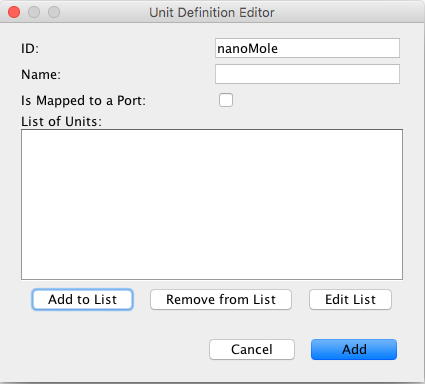 Unit Definition Editor
ID: nanoMole
Name:
Is Mapped to a Port:
List of Units:
Add to List Remove from List Edit List
Cancel Add